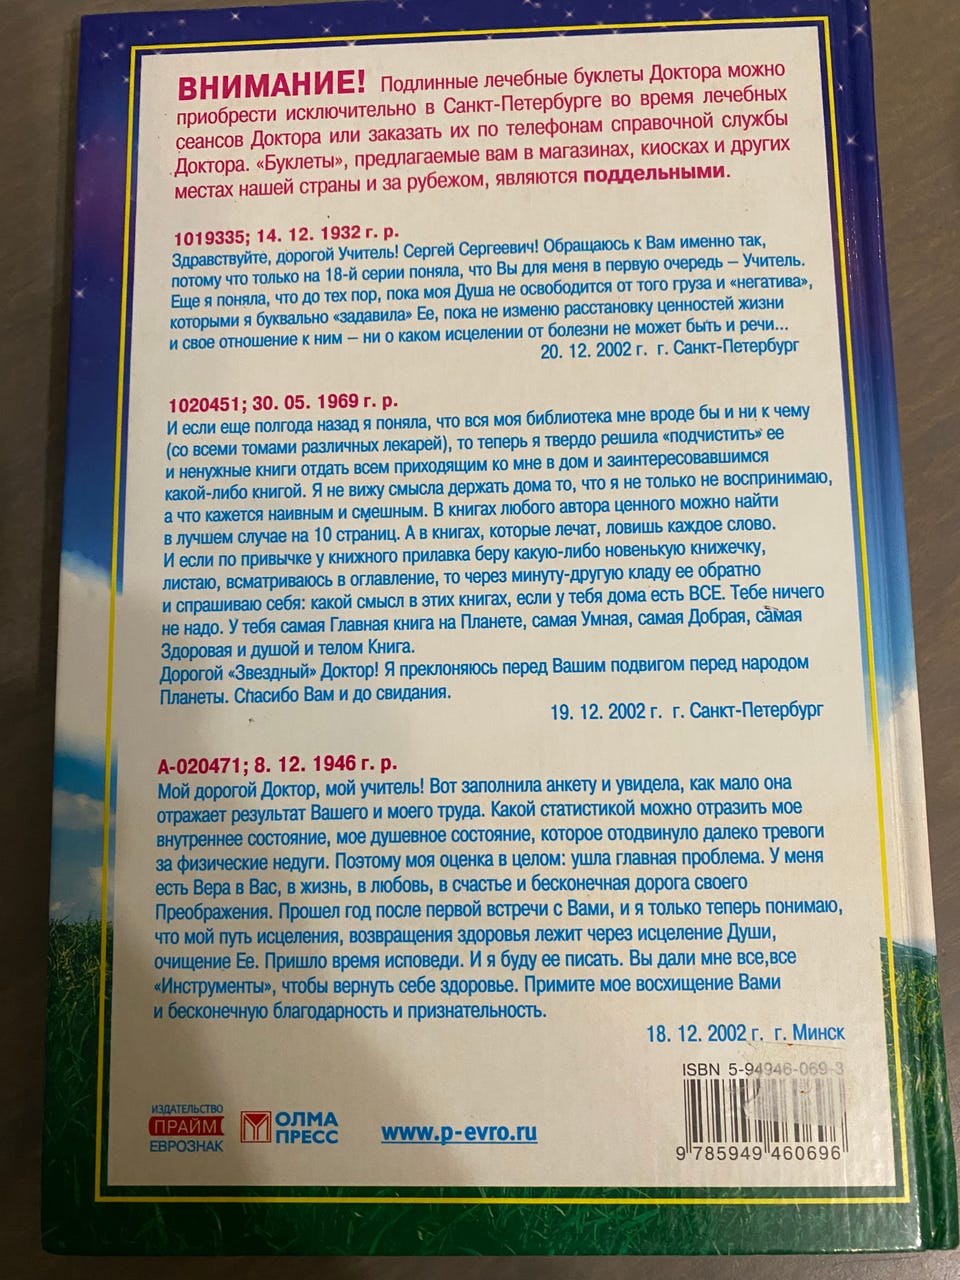 ВНИМАНИЕ! Подлинные лечебные буклеты Доктора можно
приобрести исключительно в Санкт-Петербурге во время лечебных
сеансов Доктора или заказать их по телефонам справочной службы
Доктора. «Буклеты», предлагаемые вам в магазинах, киосках и других
местах нашей страны и за рубежом, являются поддельными.
1019335; 14. 12. 1932 г. р.
Здравствуйте, дорогой Учитель! Сергей Сергеевич! Обращаюсь к Вам именно так,
потому что только на 18-й серии поняла, что Вы для меня в первую очередь – Учитель.
Еще я поняла, что до тех пор, пока моя Душа не освободится от того груза и «негатива»,
которыми я буквально «задавила» Ее, пока не изменю расстановку ценностей жизни
и свое отношение к ним – ни о каком исцелении от болезни не может быть и речи...
20. 12. 2002 г. г. Санкт-Петербург
1020451; 30. 05. 1969 г. р.
И если еще полгода назад я поняла, что вся моя библиотека мне вроде бы и ни к чему
(со всеми томами различных лекарей), то теперь я твердо решила «подчистить» ее
и ненужные книги отдать всем приходящим ко мне в дом и заинтересовавшимся
какой-либо книгой. Я не вижу смысла держать дома то, что я не только не воспринимаю,
а что кажется наивным и смешным. В книгах любого автора ценного можно найти
в лучшем случае на 10 страниц. А в книгах, которые лечат, ловишь каждое слово.
И если по привычке у книжного прилавка беру какую-либо новенькую книжечку,
листаю, всматриваюсь в оглавление, то через минуту-другую кладу ее обратно
и спрашиваю себя: какой смысл в этих книгах, если у тебя дома есть ВСЕ. Тебе ничего
не надо. У тебя самая Главная книга на Планете, самая Умная, самая Добрая, самая
Здоровая и душой и телом Книга.
Дорогой «Звездный» Доктор! Я преклоняюсь перед Вашим подвигом перед народом
Планеты. Спасибо Вам и до свидания.
19. 12. 2002 г. г. Санкт-Петербург
А-020471; 8. 12. 1946 г. р.
Мой дорогой Доктор, мой учитель! Вот заполнила анкету и увидела, как мало она
отражает результат Вашего и моего труда. Какой статистикой можно отразить мое
внутреннее состояние, мое душевное состояние, которое отодвинуло далеко тревоги
за физические недуги. Поэтому моя оценка в целом: ушла главная проблема. У меня
есть Вера в Вас, в жизнь, в любовь, в счастье и бесконечная дорога своего
Преображения. Прошел год после первой встречи с Вами, и я только теперь понимаю,
что мой путь исцеления, возвращения здоровья лежит через исцеление Души,
очищение Ее. Пришло время исповеди. И я буду ее писать. Вы дали мне все,все
«Инструменты», чтобы вернуть себе здоровье. Примите мое восхищение Вами
и бесконечную благодарность и признательность.
18. 12. 2002 г. г. Минск
ISBN 5-94946-069-3
ИЗДАТЕЛЬСТВО
ПРАЙМ
ЕВРОЗНАК
ОЛМА
ПРЕСС
www.p-evro.ru
9 785949 460696